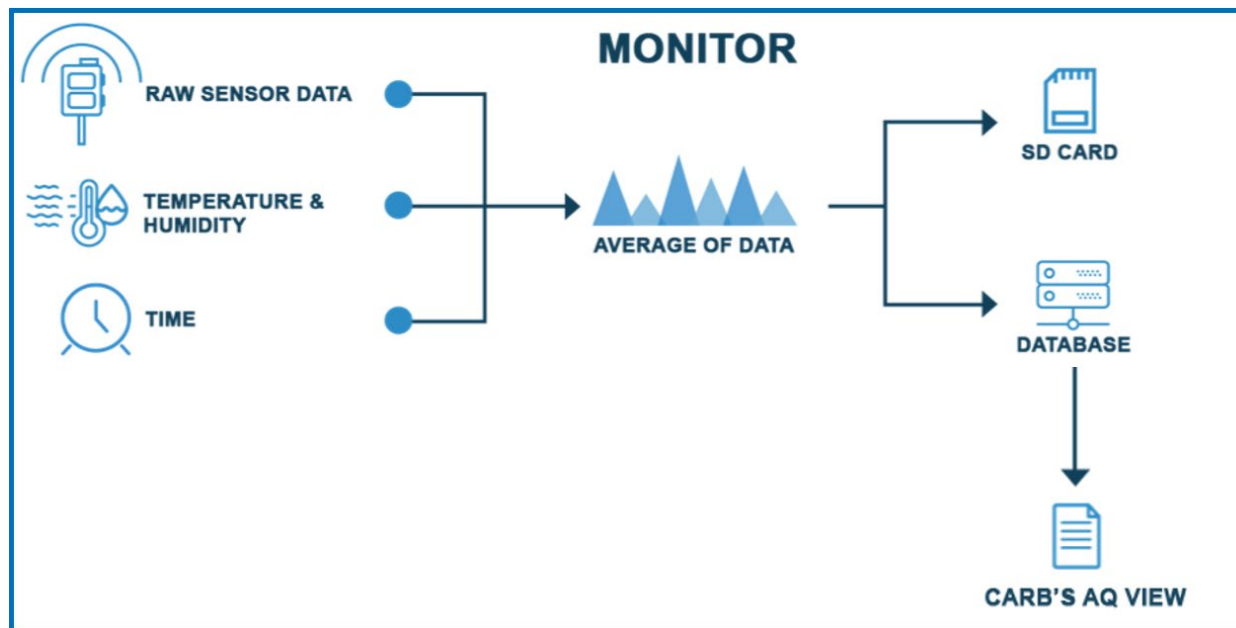 MONITOR
RAW SENSOR DATA
TEMPERATURE &
HUMIDITY
TIME
AVERAGE OF DATA
SD CARD
DATABASE
CARB'S AQ VIEW